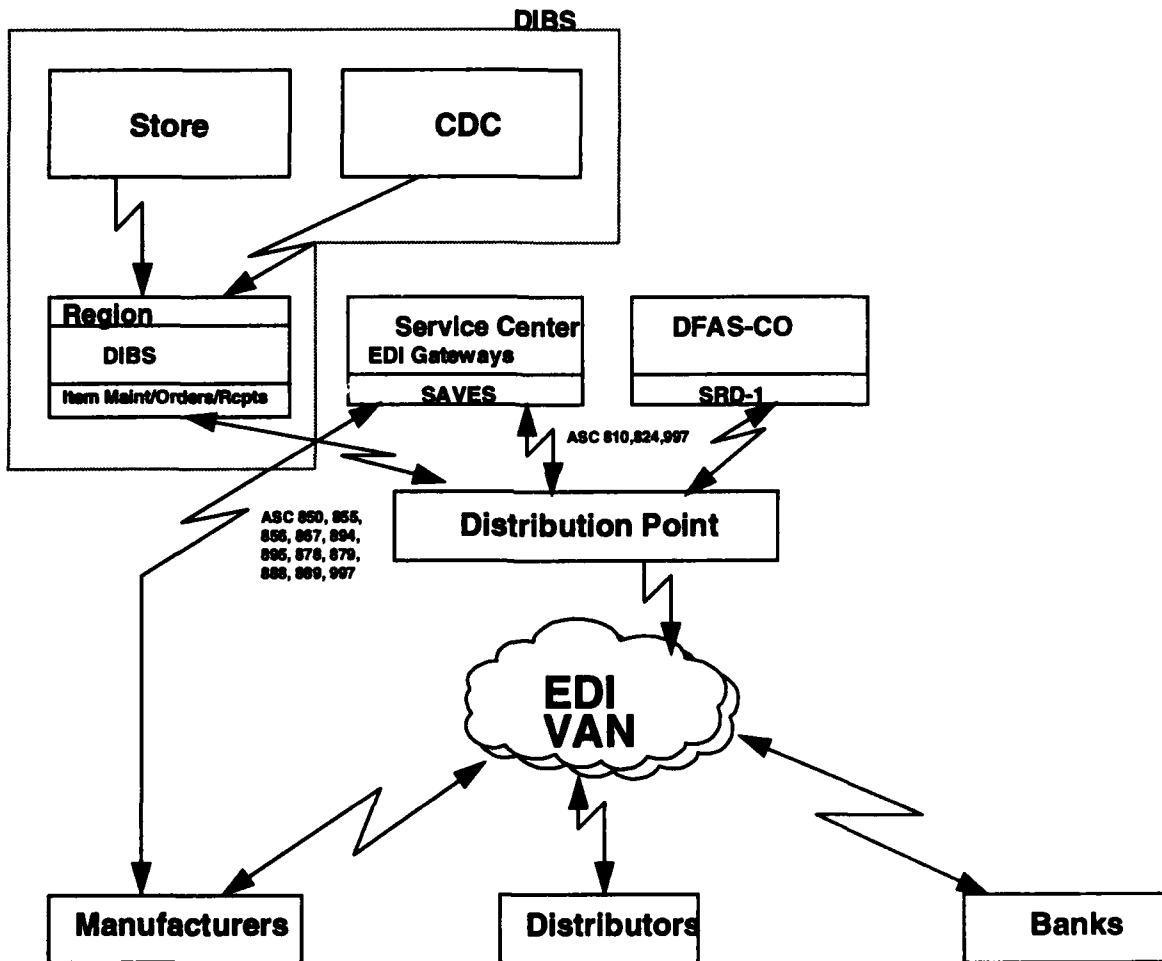 DIBS
Store
CDC
Region
DIBS
Item Maint/Orders/Rcpts
Service Center
EDI Gateways
SAVES
DFAS-CO
SRD-1
ASC 810,824,997
ASC 850, 855,
856, 867, 894,
895, 878, 879,
888, 889, 997
Distribution Point
EDI
VAN
Manufacturers
Distributors
Banks